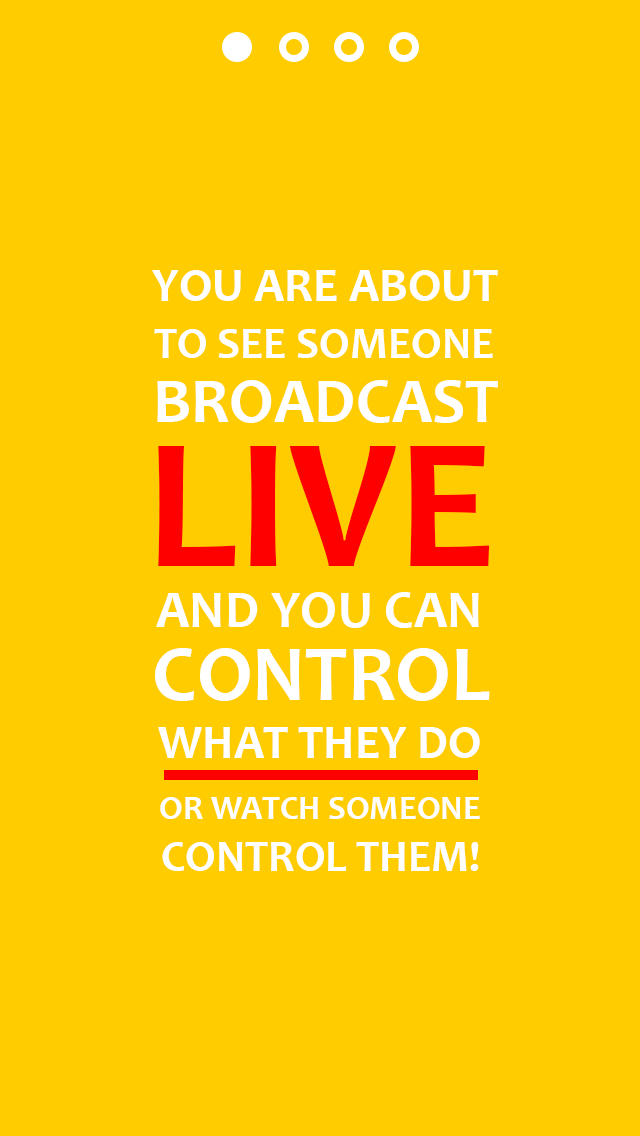 YOU ARE ABOUT
TO SEE SOMEONE
BROADCAST
LIVE
AND YOU CAN
CONTROL
WHAT THEY DO
OR WATCH SOMEONE
CONTROL THEM!